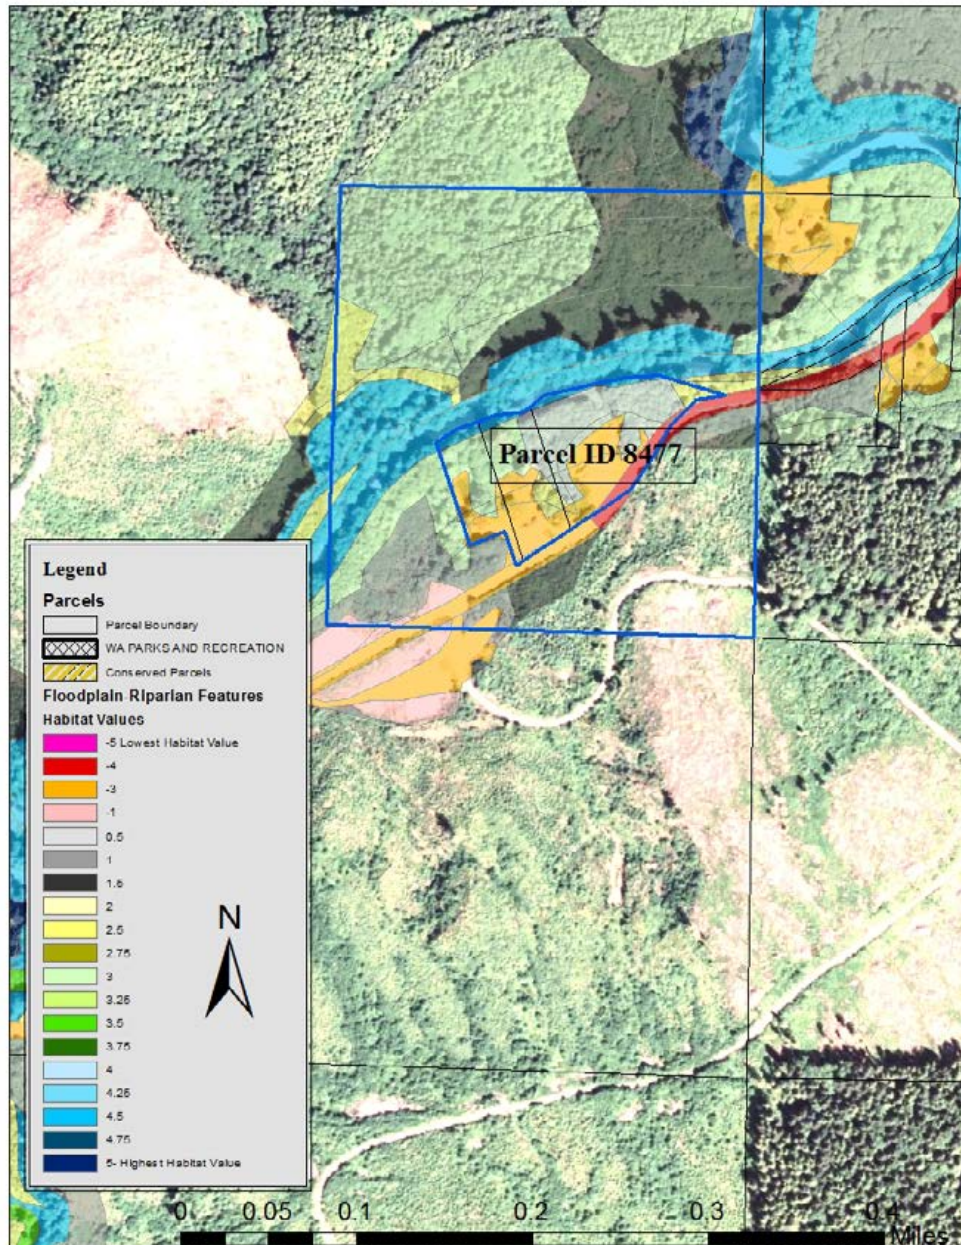 Parcel ID 8477
Legend
Parcels
Parcel Boundary
WA PARKS AND RECREATION
Conserved Parcels
Floodplain-Riparian Features
Habitat Values
-5 Lowest Habitat Value
-4
-3
-1
0.5
1
1.5
2
2.5
2.75
3
3.25
3.5
3.75
4
4.25
4.5
4.75
5- Highest Habitat Value
N
0 0.05 0.1 0.2 0.3 0.4
Miles